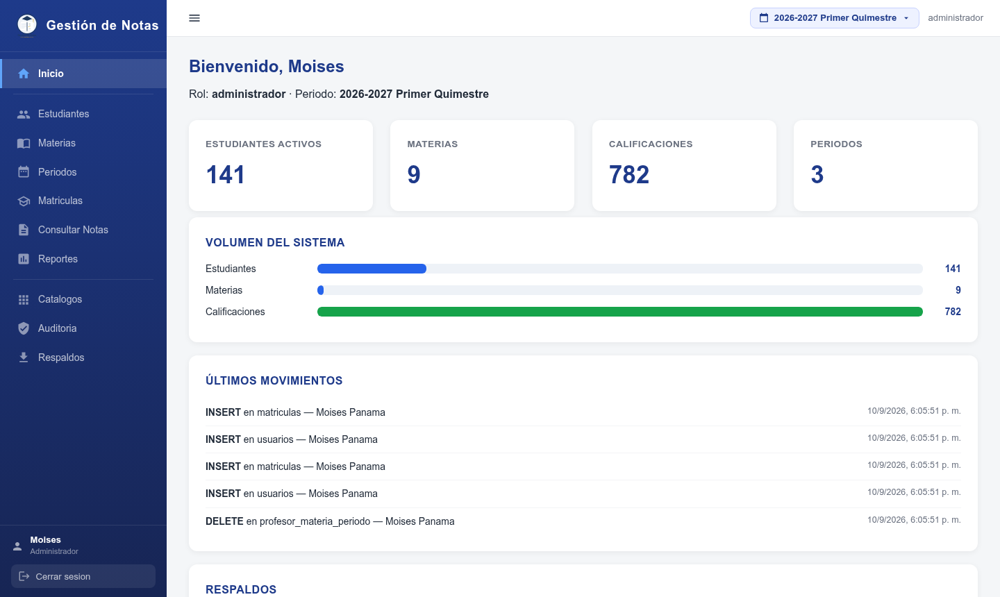 Gestión de Notas
Inicio
Estudiantes
Materias
Periodos
Matriculas
Consultar Notas
Reportes
Catalogos
Auditoria
Respaldos
Moises
Administrador
Cerrar sesion
2026-2027 Primer Quimestre
administrador
Bienvenido, Moises
Rol: administrador · Periodo: 2026-2027 Primer Quimestre
ESTUDIANTES ACTIVOS
141
MATERIAS
9
CALIFICACIONES
782
PERIODOS
3
VOLUMEN DEL SISTEMA
Estudiantes 141
Materias 9
Calificaciones 782
ÚLTIMOS MOVIMIENTOS
INSERT en matriculas — Moises Panama 10/9/2026, 6:05:51 p. m.
INSERT en usuarios — Moises Panama 10/9/2026, 6:05:51 p. m.
INSERT en matriculas — Moises Panama 10/9/2026, 6:05:51 p. m.
INSERT en usuarios — Moises Panama 10/9/2026, 6:05:51 p. m.
DELETE en profesor_materia_periodo — Moises Panama 10/9/2026, 6:05:51 p. m.
RESPALDOS